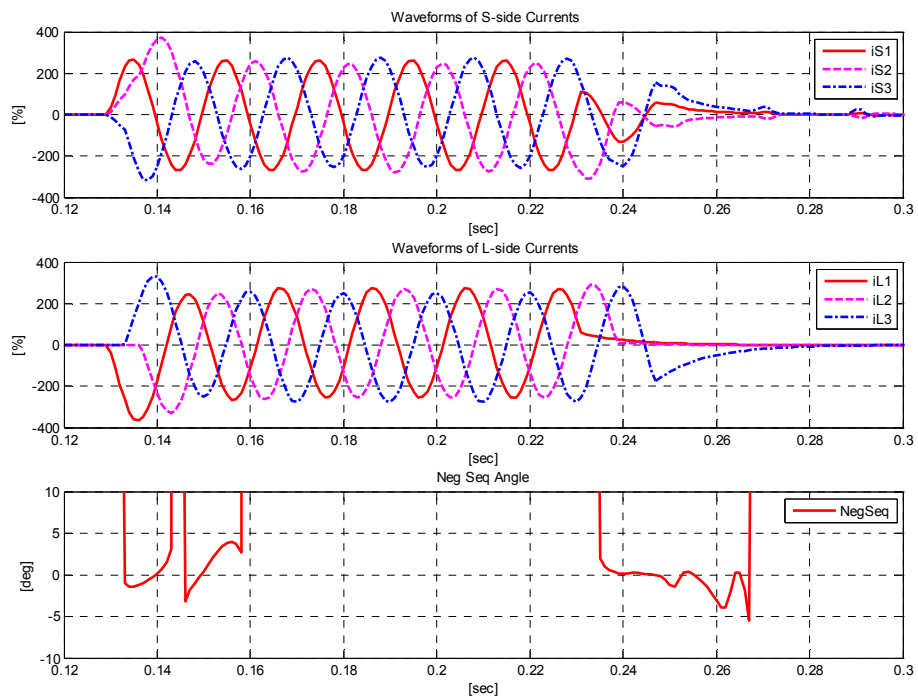 Waveforms of S-side Currents
400
200
0
-200
-400
[%]
iS1
iS2
iS3
0.12 0.14 0.16 0.18 0.2 0.22 0.24 0.26 0.28 0.3
[sec]
Waveforms of L-side Currents
400
200
0
-200
-400
[%]
iL1
iL2
iL3
0.12 0.14 0.16 0.18 0.2 0.22 0.24 0.26 0.28 0.3
[sec]
Neg Seq Angle
10
5
0
-5
-10
[deg]
NegSeq
0.12 0.14 0.16 0.18 0.2 0.22 0.24 0.26 0.28 0.3
[sec]